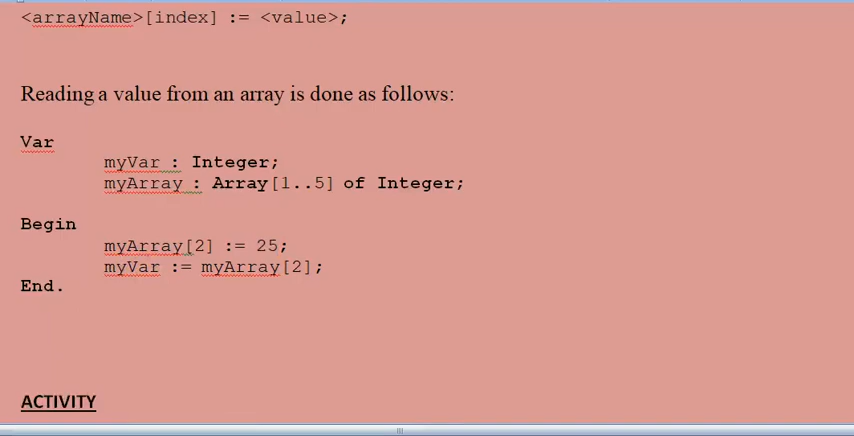 <arrayName>[index] := <value>;
Reading a value from an array is done as follows:
Var
myVar : Integer;
myArray : Array[1..5] of Integer;
Begin
myArray[2] := 25;
myVar := myArray[2];
End.
ACTIVITY